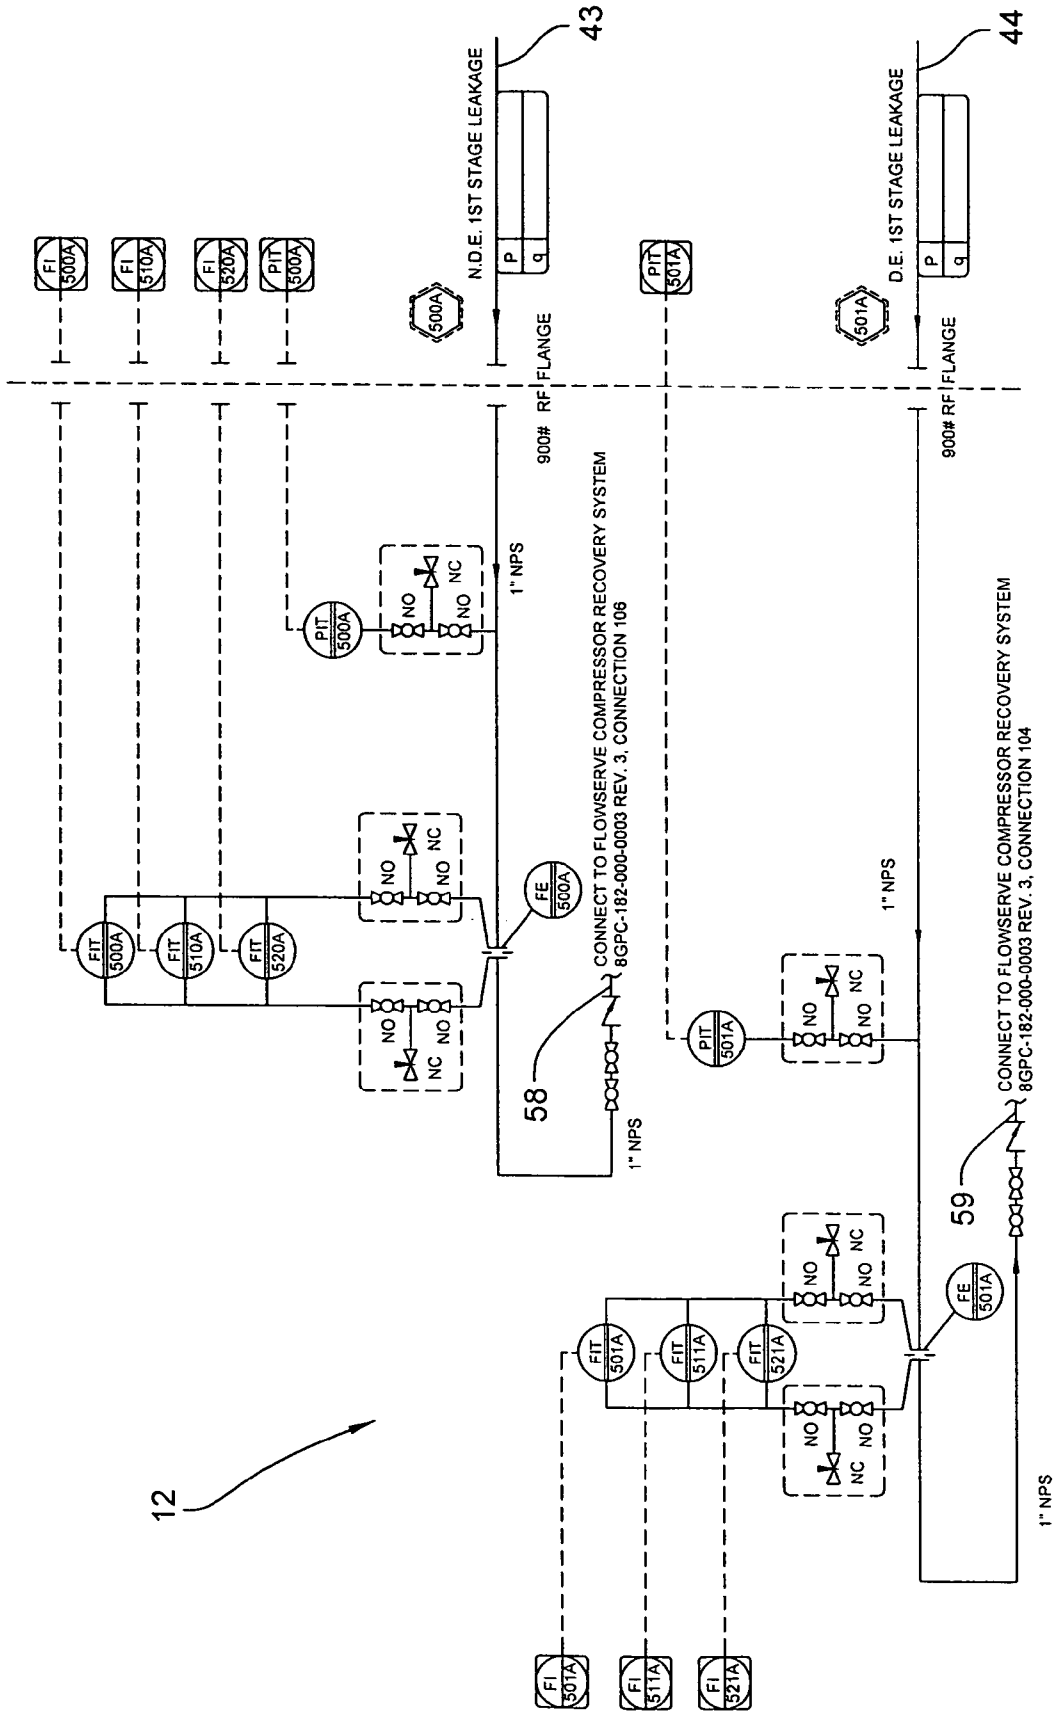 12
FI
500A
FI
510A
FI
520A
PIT
500A
FIT
500A
FIT
510A
FIT
520A
PIT
500A
NO
NC
NO
NO
NC
NO
NO
NC
NO
500A
N.D.E. 1ST STAGE LEAKAGE
P
q
43
900# RF FLANGE
1" NPS
FE
500A
58
CONNECT TO FLOWSERVE COMPRESSOR RECOVERY SYSTEM
8GPC-182-000-0003 REV. 3, CONNECTION 106
1" NPS
FI
501A
FI
511A
FI
521A
PIT
501A
FIT
501A
FIT
511A
FIT
521A
PIT
501A
NO
NC
NO
NO
NC
NO
NO
NC
NO
501A
D.E. 1ST STAGE LEAKAGE
P
q
44
900# RF FLANGE
1" NPS
FE
501A
59
CONNECT TO FLOWSERVE COMPRESSOR RECOVERY SYSTEM
8GPC-182-000-0003 REV. 3, CONNECTION 104
1" NPS